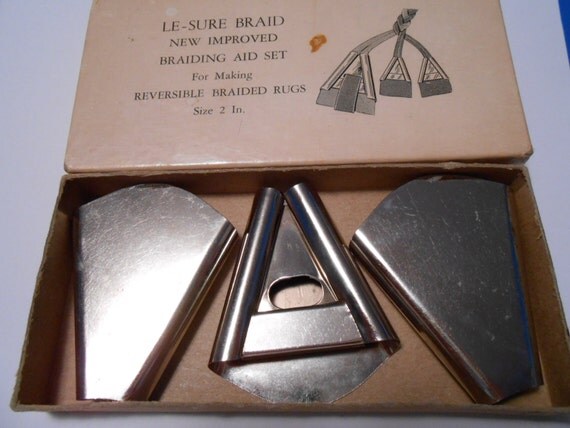 LE-SURE BRAID
NEW IMPROVED
BRAIDING AID SET
For Making
REVERSIBLE BRAIDED RUGS
Size 2 In.